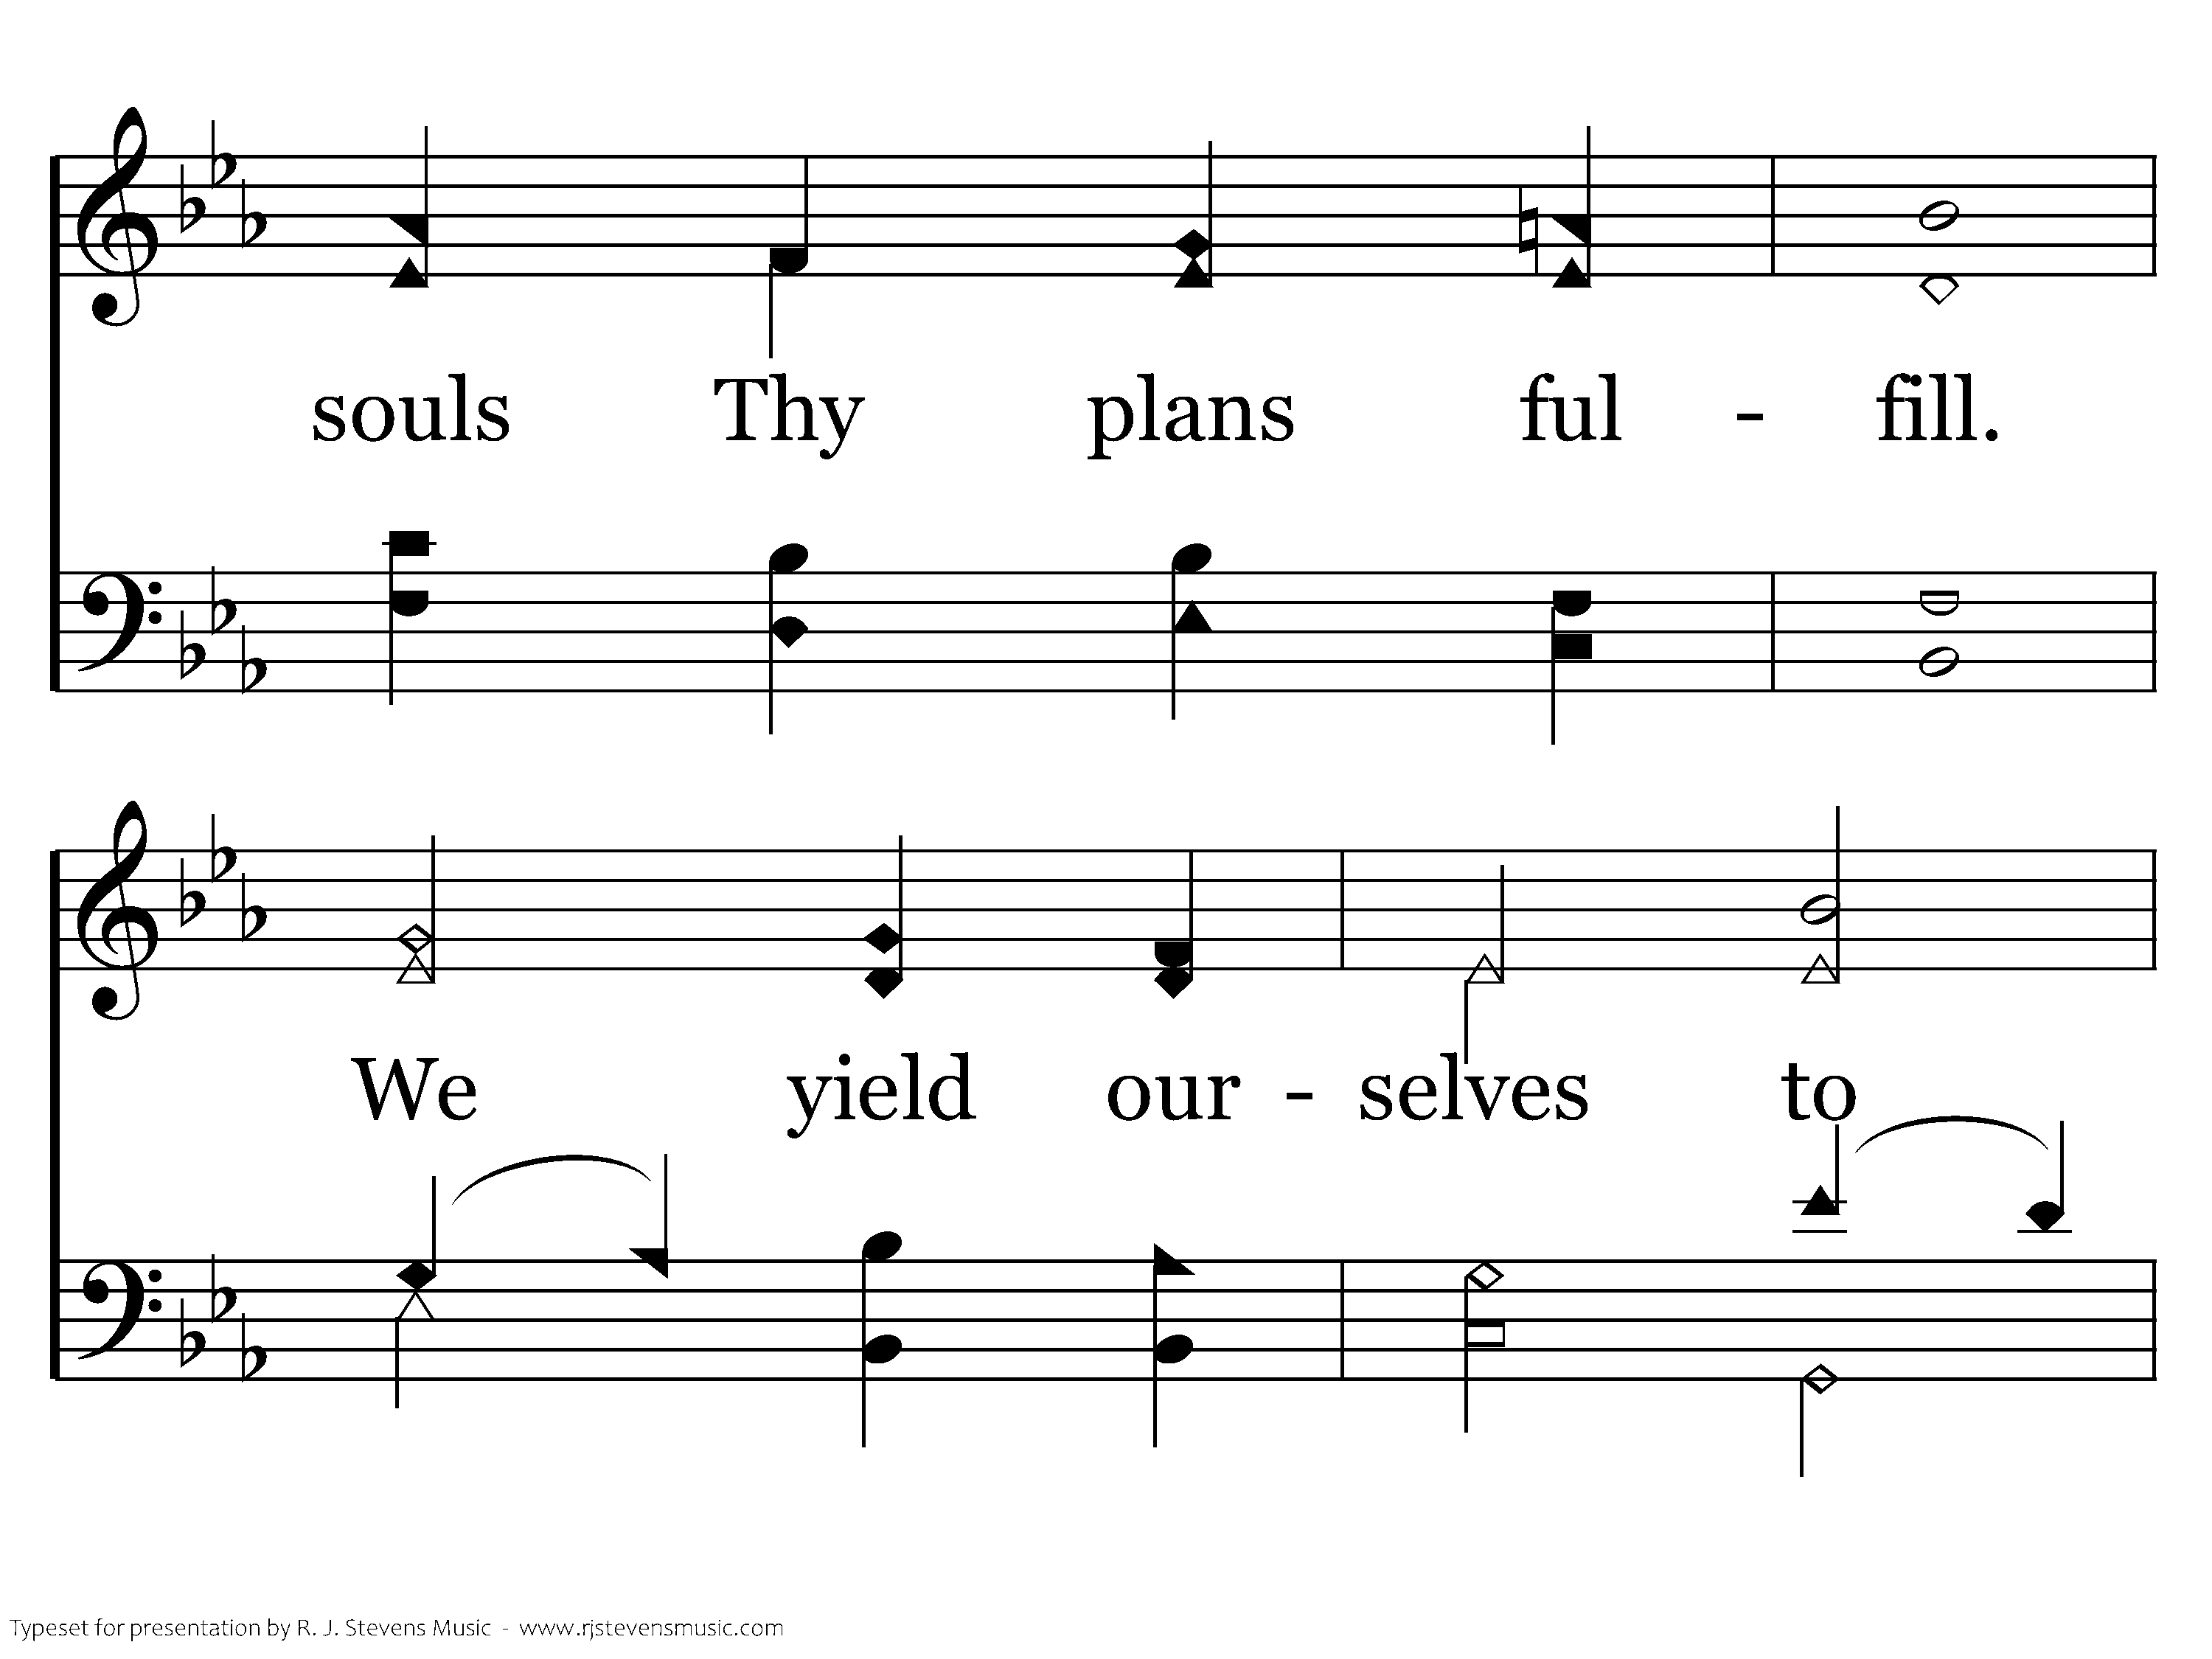 souls Thy plans ful - fill.
We yield our - selves to
Typeset for presentation by R. J. Stevens Music - www.rjstevensmusic.com